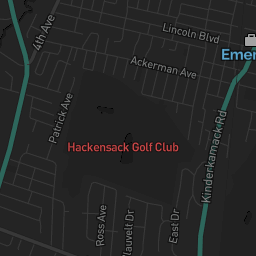 4th Ave
Lincoln Blvd
Emer
Ackerman Ave
Patrick Ave
Kinderkamack Rd
Hackensack Golf Club
Ross Ave
lauvelt Dr
East Dr